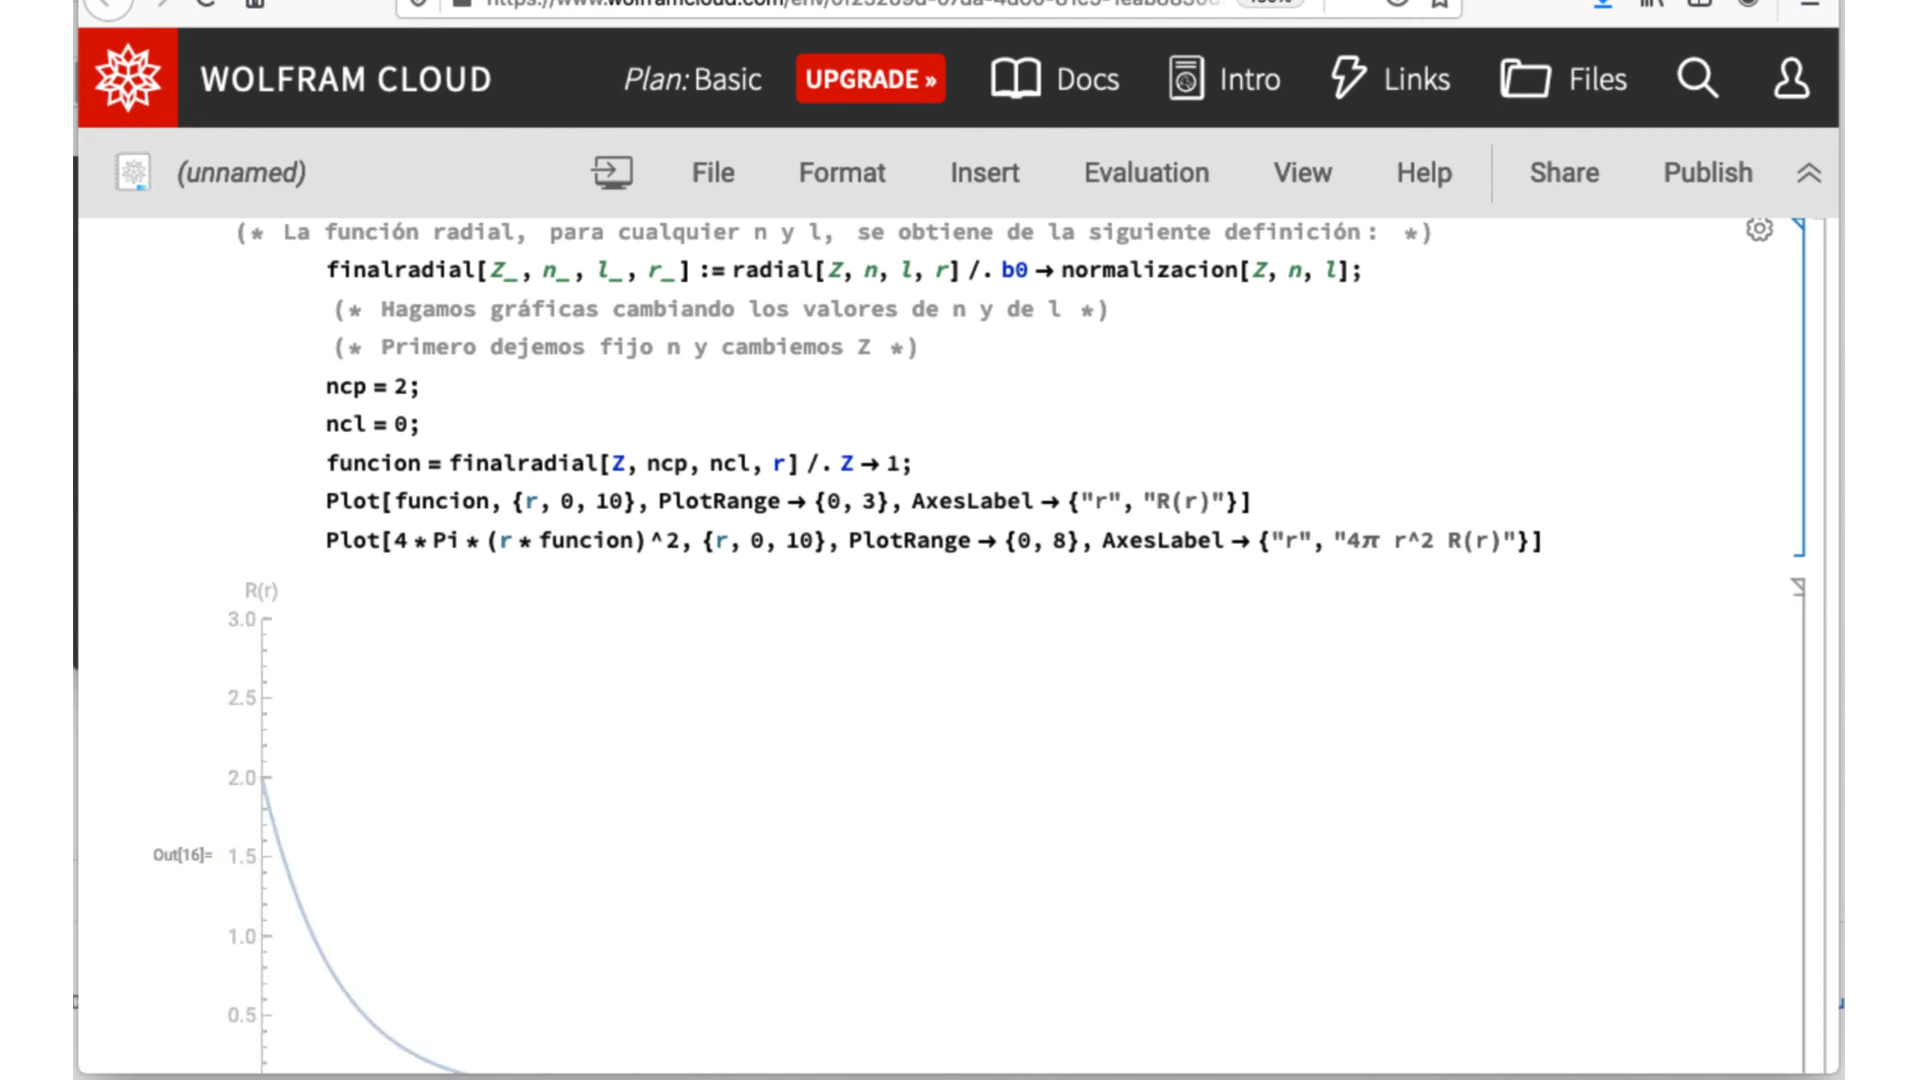 WOLFRAM CLOUD
Plan: Basic
UPGRADE »
Docs
Intro
Links
Files
(unnamed)
File
Format
Insert
Evaluation
View
Help
Share
Publish
(* La función radial, para cualquier n y l, se obtiene de la siguiente definición: *)
finalradial[Z_, n_, l_, r_] := radial[Z, n, l, r] /. b0 → normalizacion[Z, n, l];
(* Hagamos gráficas cambiando los valores de n y de l *)
(* Primero dejemos fijo n y cambiemos Z *)
ncp = 2;
ncl = 0;
funcion = finalradial[Z, ncp, ncl, r] /. Z → 1;
Plot[funcion, {r, 0, 10}, PlotRange → {0, 3}, AxesLabel → {"r", "R(r)"}]
Plot[4 * Pi * (r * funcion) ^ 2, {r, 0, 10}, PlotRange → {0, 8}, AxesLabel → {"r", "4π r^2 R(r)"}]
R(r)
3.0
2.5
2.0
Out[16]= 1.5
1.0
0.5